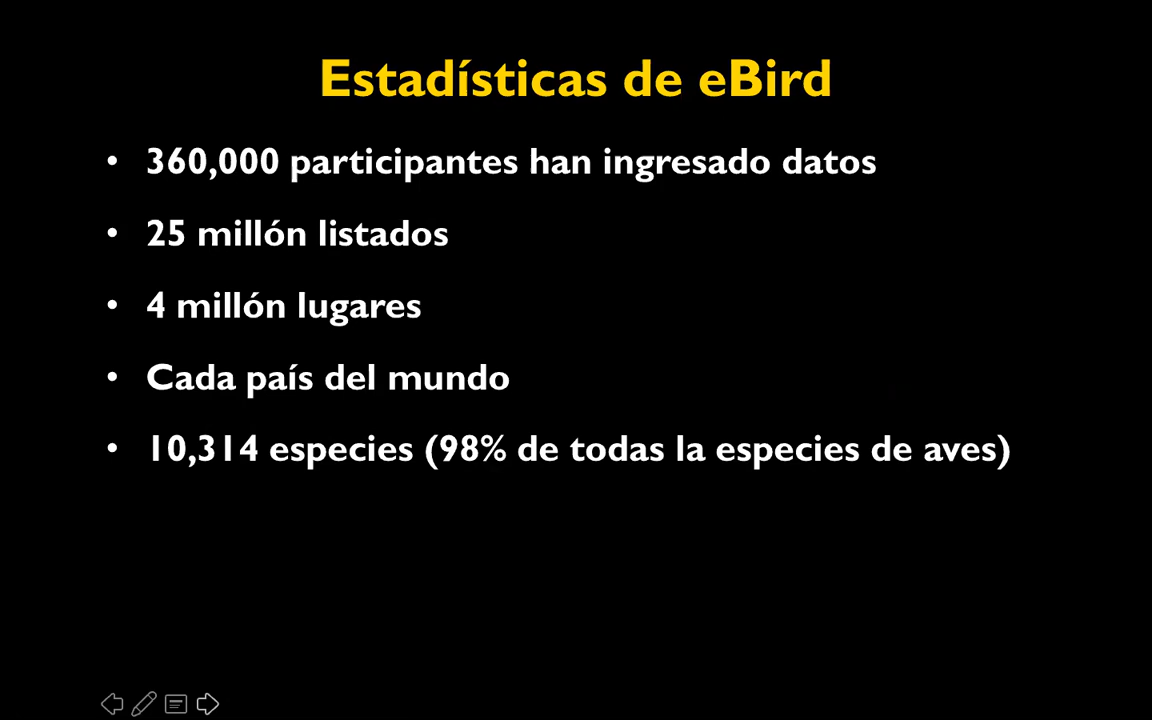 Estadísticas de eBird
• 360,000 participantes han ingresado datos
• 25 millón listados
• 4 millón lugares
• Cada país del mundo
• 10,314 especies (98% de todas la especies de aves)